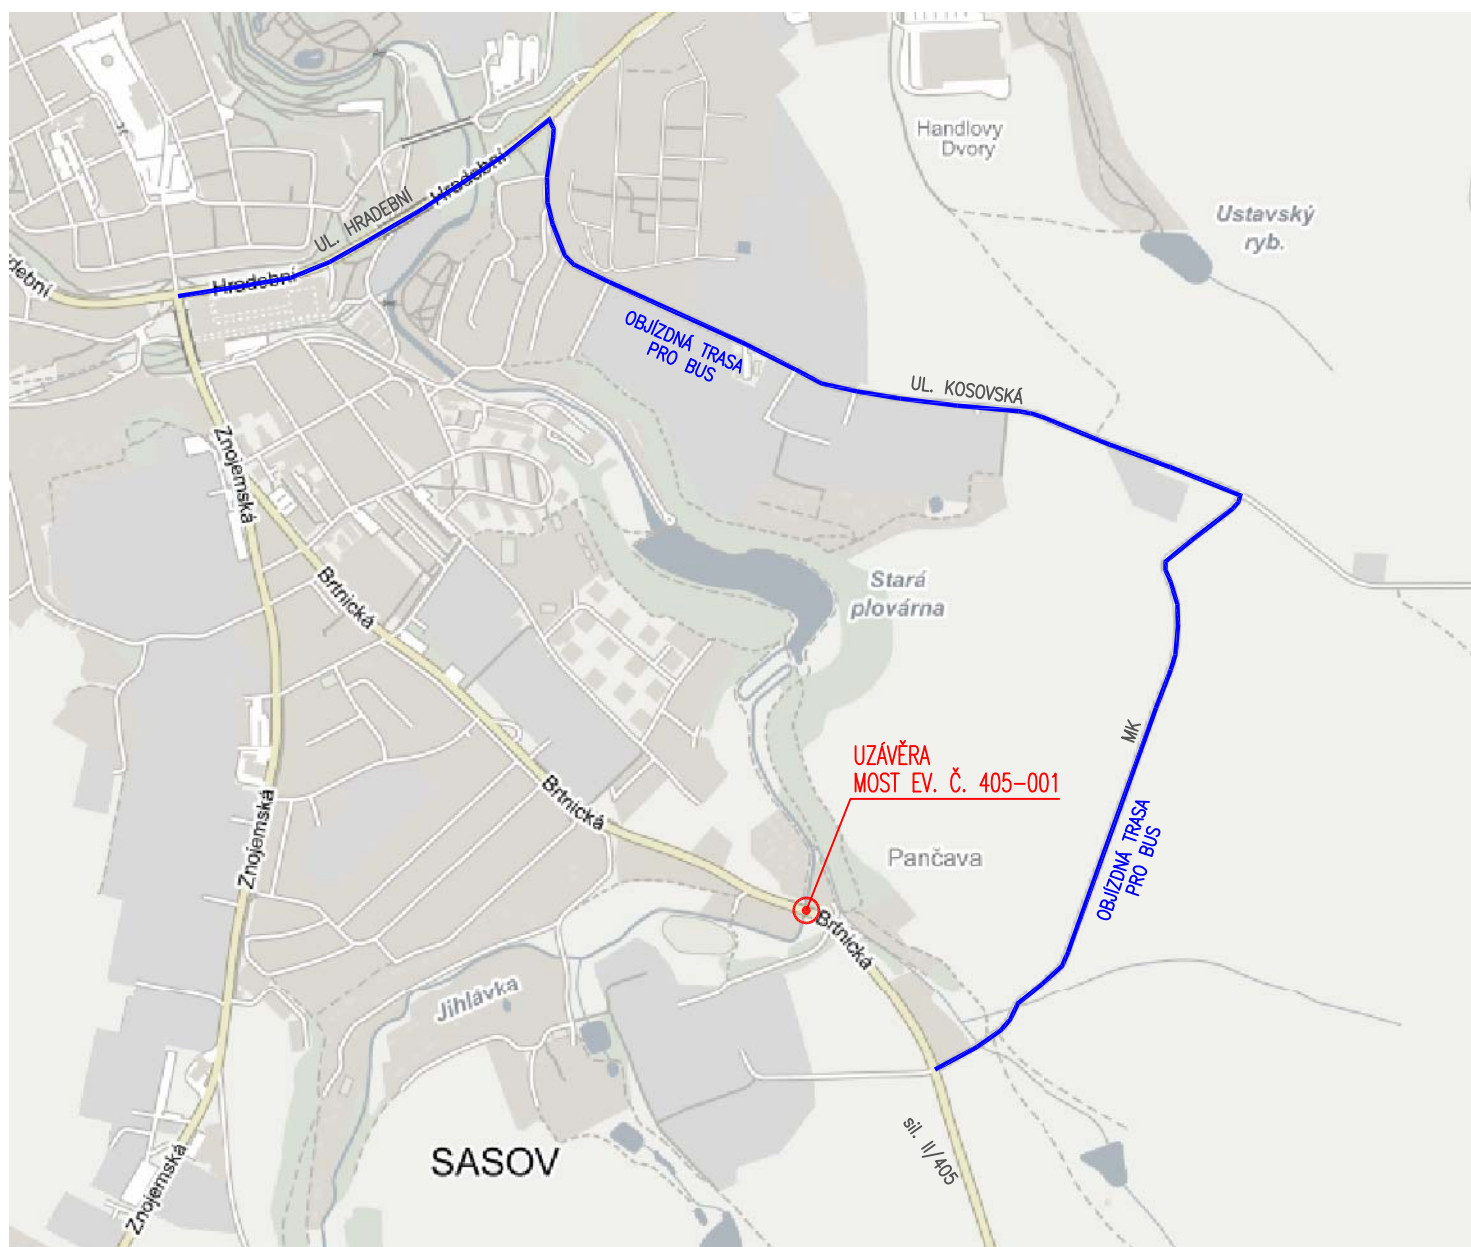 Handlovy
Dvory
Ustavský
ryb.
Hradební
UL. HRADEBNÍ
dební
Hradební
OBJÍZDNÁ TRASA
PRO BUS
UL. KOSOVSKÁ
Znojemská
Brtnická
Stará
plovárna
MK
UZÁVĚRA
MOST EV. Č. 405-001
Brtnická
Znojemská
OBJÍZDNÁ TRASA
PRO BUS
Pančava
Brtnická
Jihlávka
SASOV
sil. II/405
Znojemská